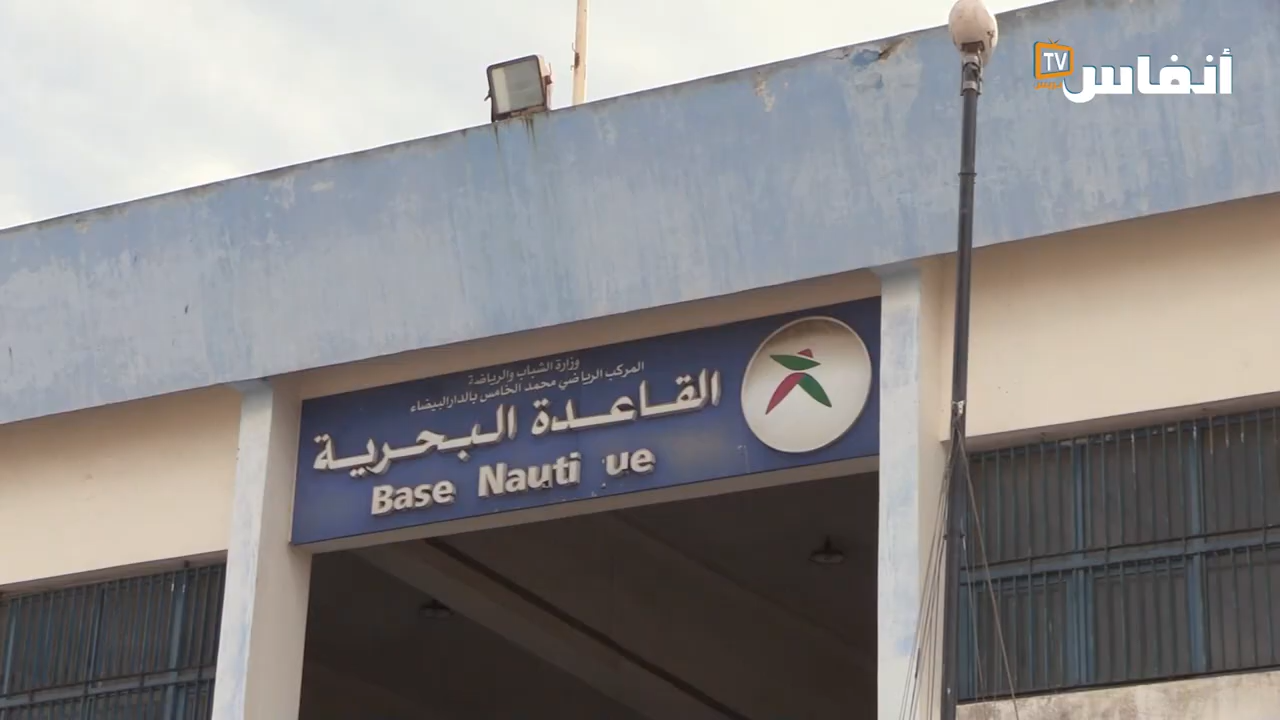 أنفاس
TV
وزارة الشباب والرياضة
المركب الرياضي محمد الخامس بالدارالبيضاء
القاعدة البحرية
Base Nauti ue